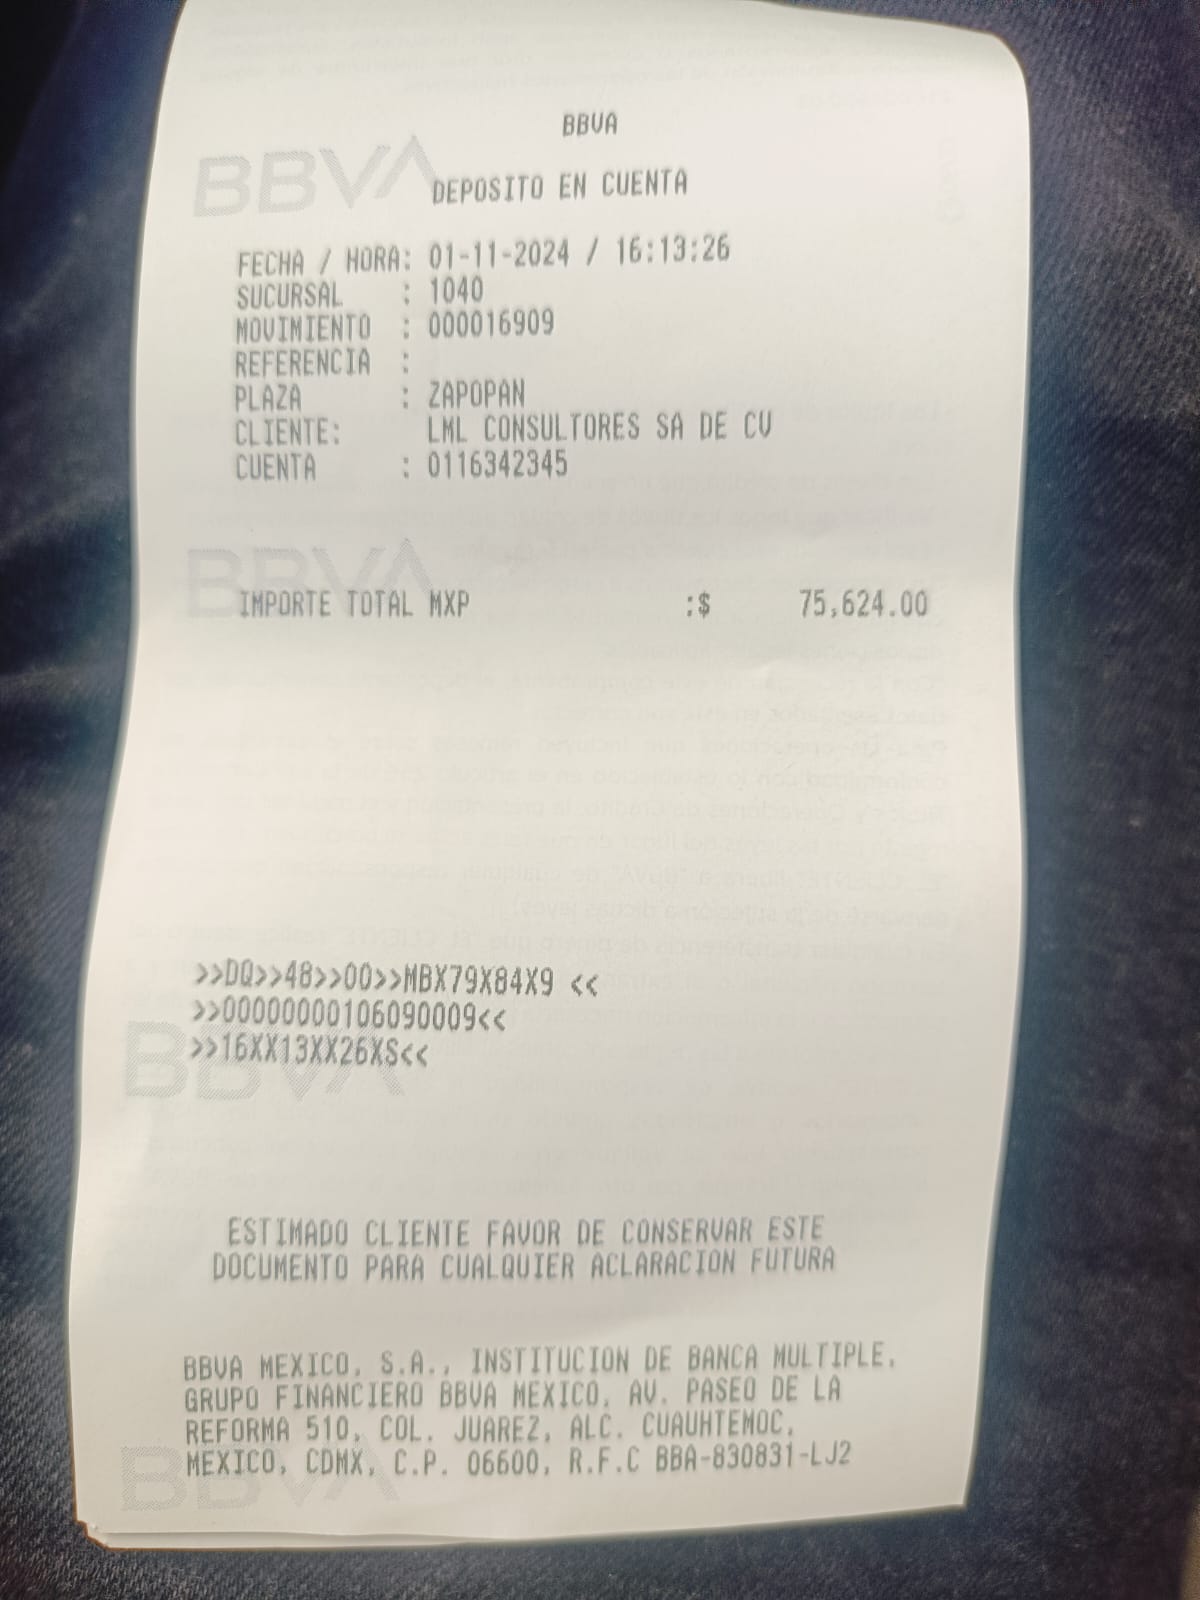 BBVA
BBVA
DEPOSITO EN CUENTA
FECHA / HORA: 01-11-2024 / 16:13:26
SUCURSAL : 1040
MOVIMIENTO : 000016909
REFERENCIA :
PLAZA : ZAPOPAN
CLIENTE: LML CONSULTORES SA DE CV
CUENTA : 0116342345
BBVA
IMPORTE TOTAL MXP :$ 75,624.00
>>DQ>>48>>00>>MBX79X84X9 <<
>>00000000106090009<<
>>16XX13XX26XS<<
BBVA
ESTIMADO CLIENTE FAVOR DE CONSERVAR ESTE
DOCUMENTO PARA CUALQUIER ACLARACION FUTURA
BBVA MEXICO, S.A., INSTITUCION DE BANCA MULTIPLE,
GRUPO FINANCIERO BBVA MEXICO, AV. PASEO DE LA
REFORMA 510, COL. JUAREZ, ALC. CUAUHTEMOC,
MEXICO, CDMX, C.P. 06600, R.F.C BBA-830831-LJ2
BBVA